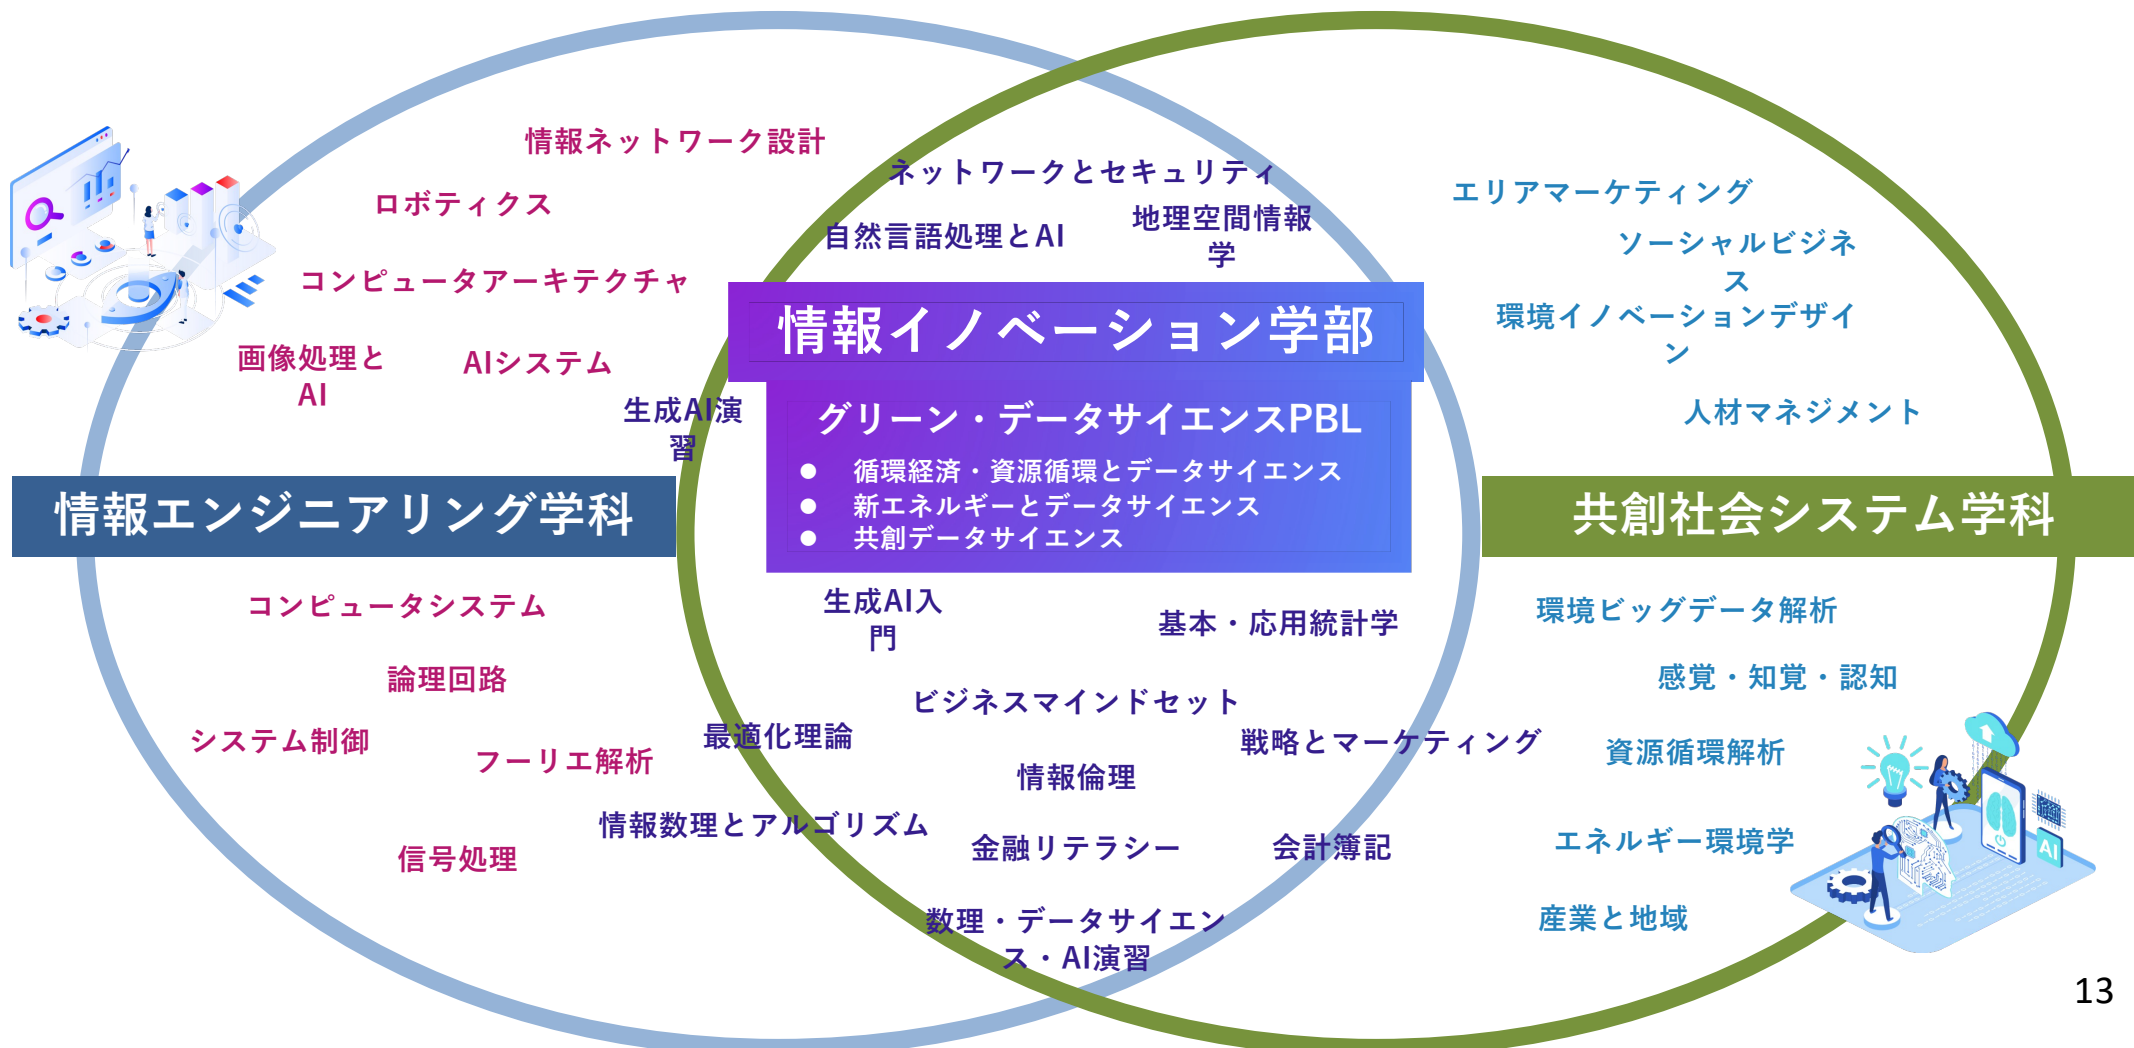 情報ネットワーク設計
ロボティクス
コンピュータアーキテクチャ
画像処理と
AI
AIシステム
生成AI演
習
情報エンジニアリング学科
コンピュータシステム
論理回路
システム制御
フーリエ解析
信号処理
ネットワークとセキュリティ
自然言語処理とAI
地理空間情報
学
情報イノベーション学部
グリーン・データサイエンスPBL
● 循環経済・資源循環とデータサイエンス
● 新エネルギーとデータサイエンス
● 共創データサイエンス
生成AI入
門
基本・応用統計学
ビジネスマインドセット
最適化理論
戦略とマーケティング
情報倫理
情報数理とアルゴリズム
金融リテラシー
会計簿記
数理・データサイエン
ス・AI演習
エリアマーケティング
ソーシャルビジネ
ス
環境イノベーションデザイ
ン
人材マネジメント
共創社会システム学科
環境ビッグデータ解析
感覚・知覚・認知
資源循環解析
エネルギー環境学
産業と地域
AI
13